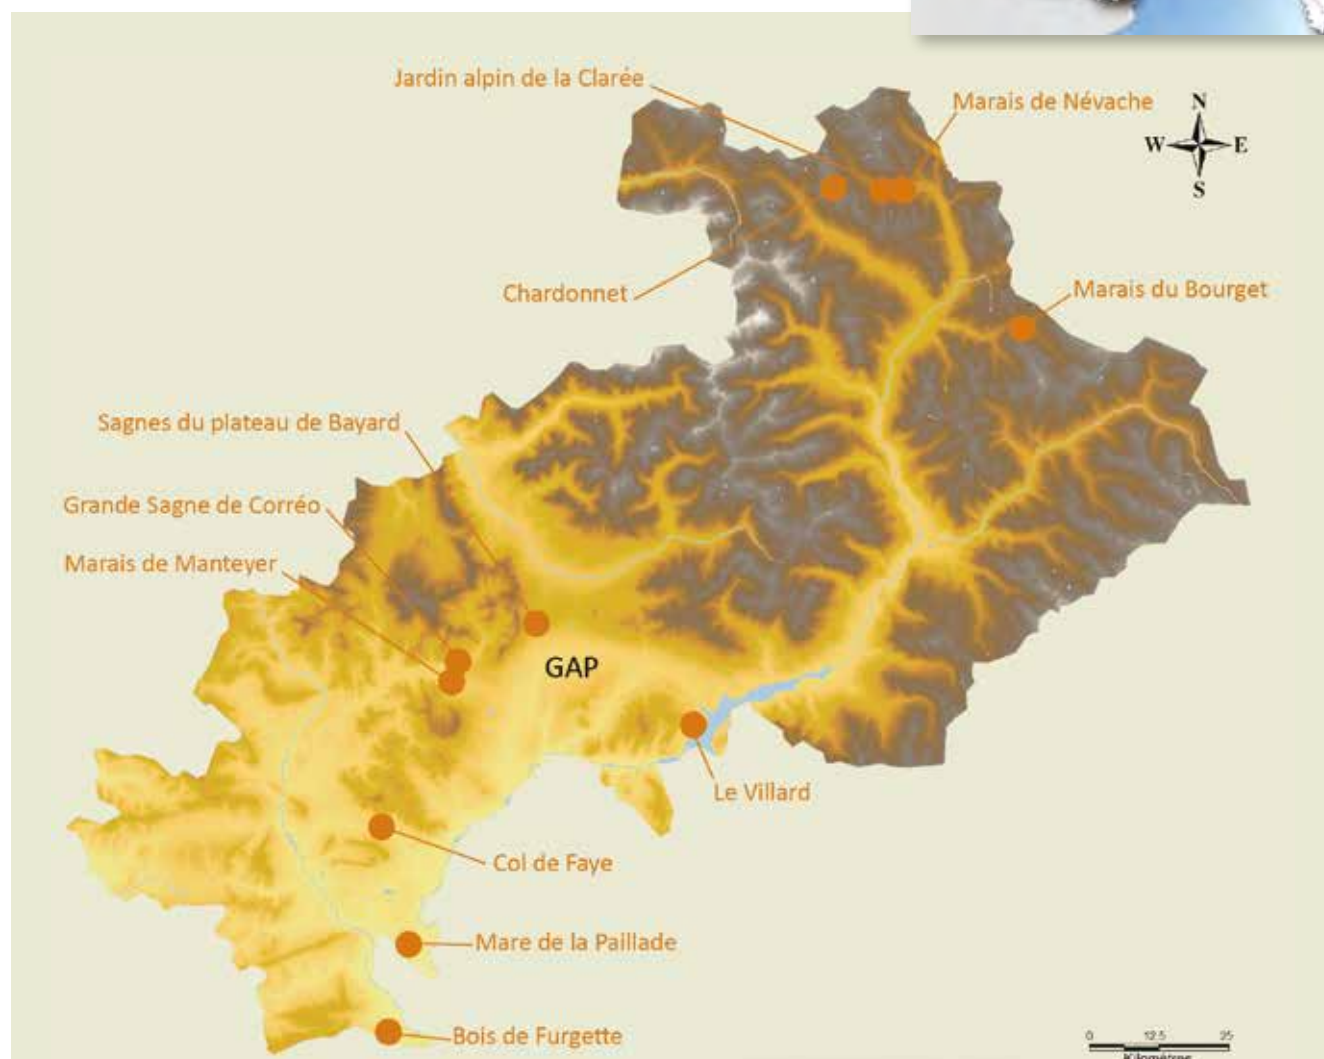 Jardin alpin de la Clarée
Marais de Névache
N
W E
S
Chardonnet
Marais du Bourget
Sagnes du plateau de Bayard
Grande Sagne de Corréo
Marais de Manteyer
GAP
Le Villard
Col de Faye
Mare de la Paillade
Bois de Furgette
0 12.5 25
Kilomètres